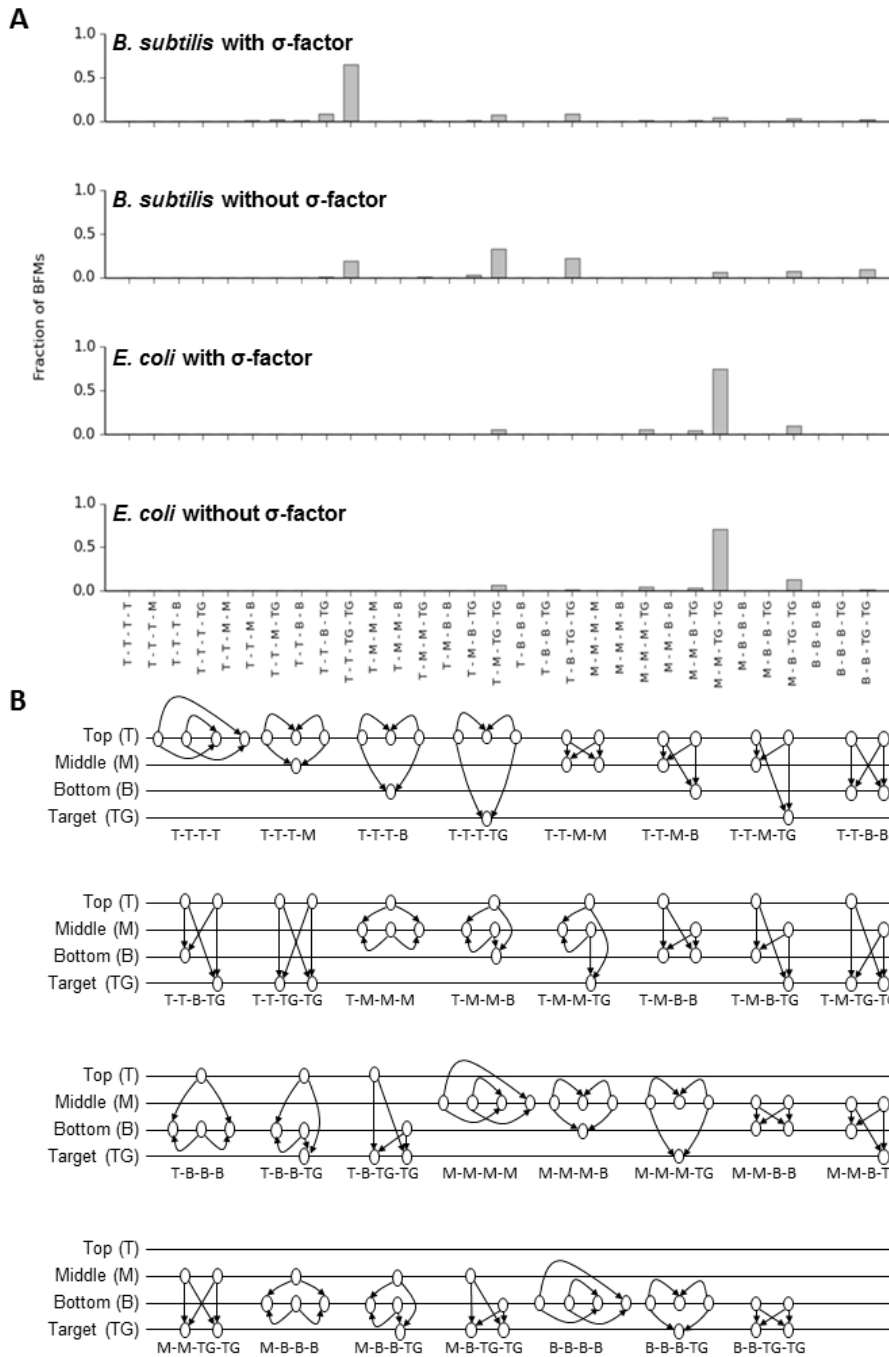 A
B. subtilis with σ-factor
1.0
0.5
0.0
B. subtilis without σ-factor
1.0
0.5
0.0
Fraction of BFMs
E. coli with σ-factor
1.0
0.5
0.0
E. coli without σ-factor
1.0
0.5
0.0
T - T - T - T
T - T - T - M
T - T - T - B
T - T - T - TG
T - T - M - M
T - T - M - B
T - T - B - B
T - T - B - TG
T - T - TG - TG
T - M - M - M
T - M - M - B
T - M - M - TG
T - M - B - B
T - M - B - TG
T - M - TG - TG
T - B - B - B
T - B - B - TG
T - B - TG - TG
M - M - M - M
M - M - M - B
M - M - M - TG
M - M - B - B
M - M - B - TG
M - M - TG - TG
M - B - B - B
M - B - B - TG
M - B - TG - TG
B - B - B - B
B - B - B - TG
B - B - TG - TG
B
Top (T)
Middle (M)
Bottom (B)
Target (TG)
T-T-T-T T-T-T-M T-T-T-B T-T-T-TG T-T-M-M T-T-M-B T-T-M-TG T-T-B-B
Top (T)
Middle (M)
Bottom (B)
Target (TG)
T-T-B-TG T-T-TG-TG T-M-M-M T-M-M-B T-M-M-TG T-M-B-B T-M-B-TG T-M-TG-TG
Top (T)
Middle (M)
Bottom (B)
Target (TG)
T-B-B-B T-B-B-TG T-B-TG-TG M-M-M-M M-M-M-B M-M-M-TG M-M-B-B M-M-B-T
Top (T)
Middle (M)
Bottom (B)
Target (TG)
M-M-TG-TG M-B-B-B M-B-B-TG M-B-TG-TG B-B-B-B B-B-B-TG B-B-TG-TG